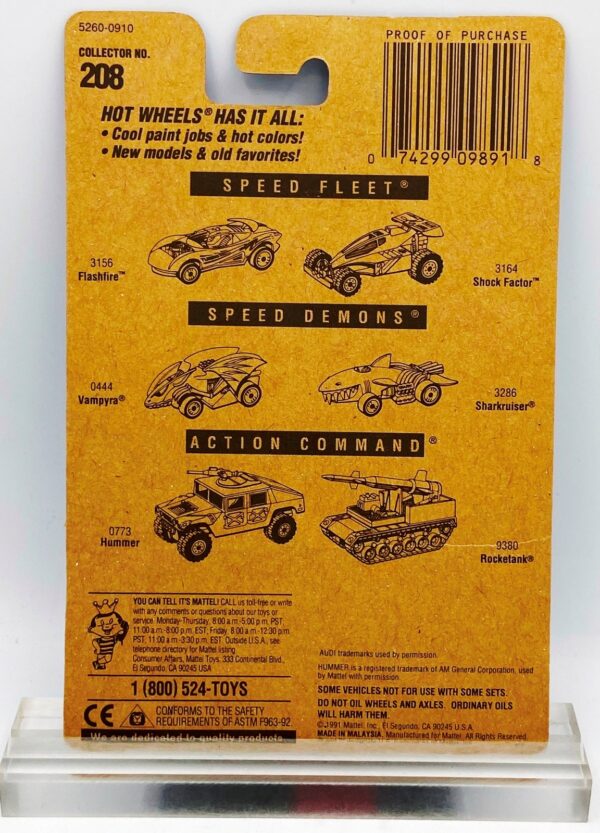 5260-0910
COLLECTOR NO.
208
PROOF OF PURCHASE
0 74299 09891 8
HOT WHEELS® HAS IT ALL:
• Cool paint jobs & hot colors!
• New models & old favorites!
SPEED FLEET®
3156
Flashfire™
3164
Shock Factor™
SPEED DEMONS®
0444
Vampyra®
3286
Sharkruiser®
ACTION COMMAND®
0773
Hummer
9380
Rocketank®
YOU CAN TELL IT'S MATTEL! CALL us toll-free or write
with any comments or questions about our toys or
service. Monday-Thursday, 8:00 a.m.-5:00 p.m. PST,
11:00 a.m.-8:00 p.m. EST; Friday, 8:00 a.m.-12:30 p.m.
PST, 11:00 a.m.-3:30 p.m. EST. Outside U.S.A., see
telephone directory for Mattel listing.
Consumer Affairs, Mattel Toys, 333 Continental Blvd.,
El Segundo, CA 90245 USA
1 (800) 524-TOYS
CE CONFORMS TO THE SAFETY
REQUIREMENTS OF ASTM F963-92.
We are dedicated to quality products.
AUDI trademarks used by permission.
HUMMER is a registered trademark of AM General Corporation, used
by Mattel with permission.
SOME VEHICLES NOT FOR USE WITH SOME SETS.
DO NOT OIL WHEELS AND AXLES. ORDINARY OILS
WILL HARM THEM.
©1991 Mattel, Inc., El Segundo, CA 90245 U.S.A.
MADE IN MALAYSIA. Manufactured for Mattel. All Rights Reserved.